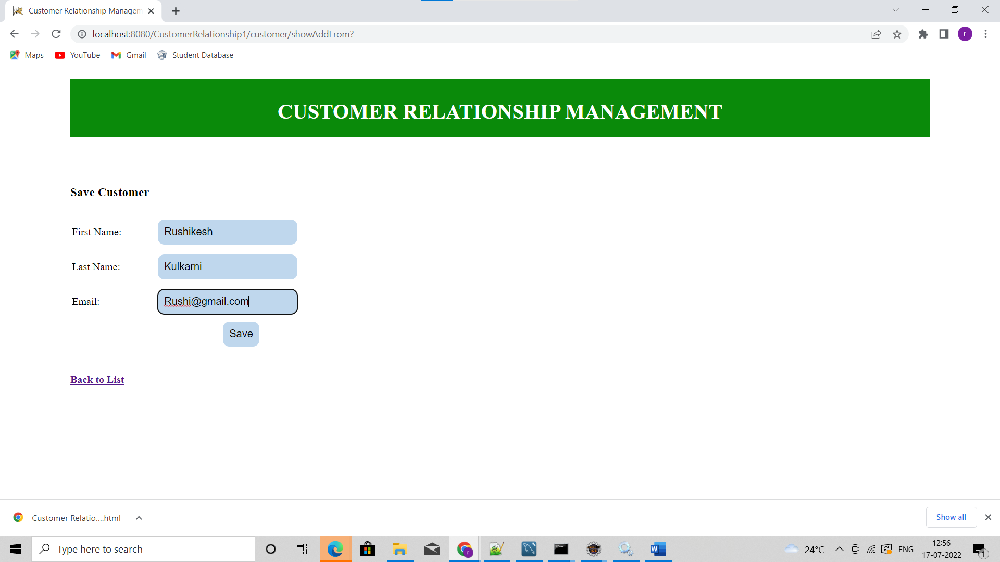 Customer Relationship Managem
localhost:8080/CustomerRelationship1/customer/showAddFrom?
r
Maps YouTube Gmail Student Database
CUSTOMER RELATIONSHIP MANAGEMENT
Save Customer
First Name: Rushikesh
Last Name: Kulkarni
Email: Rushi@gmail.com
Save
Back to List
Customer Relatio....html
Show all
Type here to search
24°C ENG
12:56
17-07-2022
1